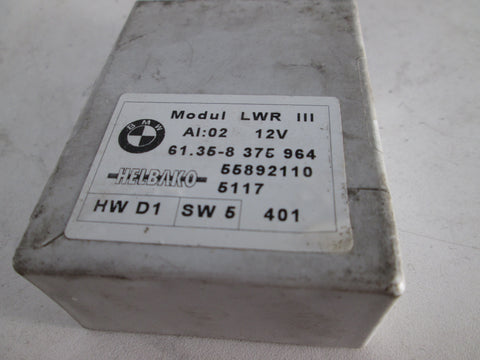 BMW
Modul LWR III
AI:02 12V
61.35-8 375 964
HELBAKO 55892110
5117
HW D1 SW 5 401